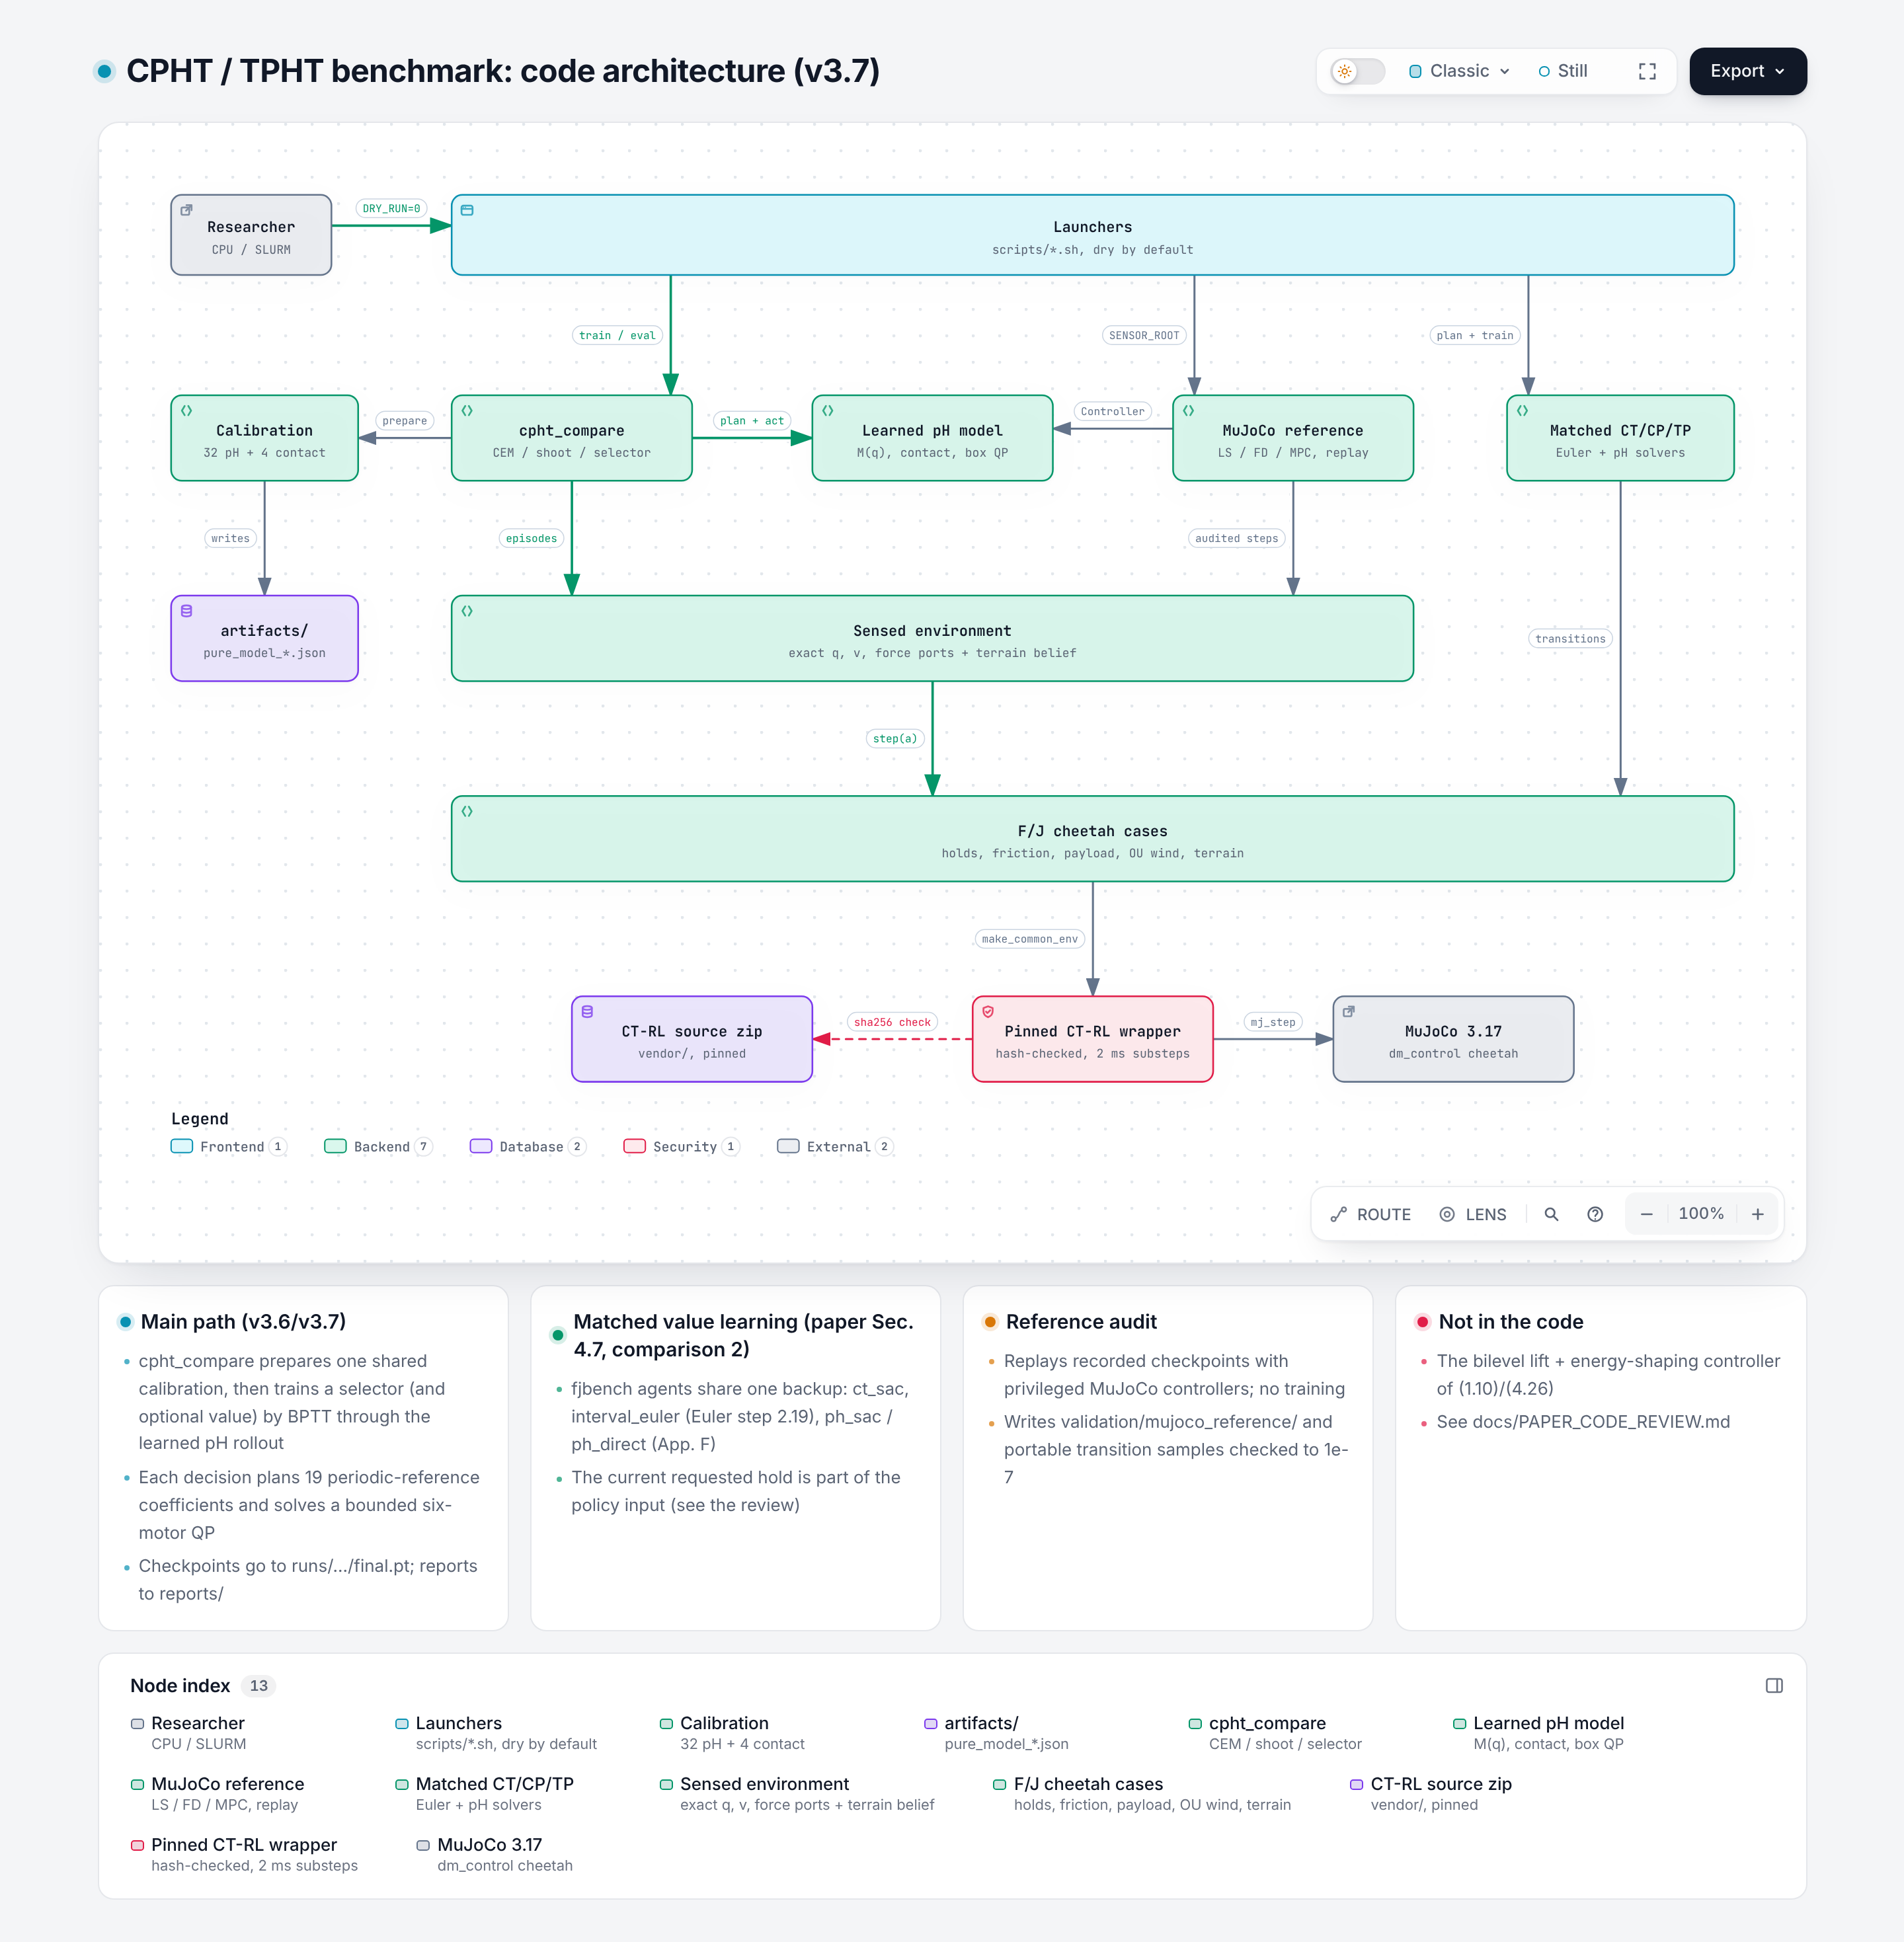 CPHT / TPHT benchmark: code architecture (v3.7)
Classic
Still
Export
Researcher
CPU / SLURM
DRY_RUN=0
Launchers
scripts/*.sh, dry by default
train / eval
SENSOR_ROOT
plan + train
Calibration
32 pH + 4 contact
prepare
cpht_compare
CEM / shoot / selector
plan + act
Learned pH model
M(q), contact, box QP
Controller
MuJoCo reference
LS / FD / MPC, replay
Matched CT/CP/TP
Euler + pH solvers
writes
episodes
audited steps
artifacts/
pure_model_*.json
Sensed environment
exact q, v, force ports + terrain belief
transitions
step(a)
F/J cheetah cases
holds, friction, payload, OU wind, terrain
make_common_env
CT-RL source zip
vendor/, pinned
sha256 check
Pinned CT-RL wrapper
hash-checked, 2 ms substeps
mj_step
MuJoCo 3.17
dm_control cheetah
Legend
Frontend 1
Backend 7
Database 2
Security 1
External 2
ROUTE
LENS
100%
Main path (v3.6/v3.7)
cpht_compare prepares one shared
calibration, then trains a selector (and
optional value) by BPTT through the
learned pH rollout
Each decision plans 19 periodic-reference
coefficients and solves a bounded six-
motor QP
Checkpoints go to runs/.../final.pt; reports
to reports/
Matched value learning (paper Sec.
4.7, comparison 2)
fjbench agents share one backup: ct_sac,
interval_euler (Euler step 2.19), ph_sac /
ph_direct (App. F)
The current requested hold is part of the
policy input (see the review)
Reference audit
Replays recorded checkpoints with
privileged MuJoCo controllers; no training
Writes validation/mujoco_reference/ and
portable transition samples checked to 1e-
7
Not in the code
The bilevel lift + energy-shaping controller
of (1.10)/(4.26)
See docs/PAPER_CODE_REVIEW.md
Node index 13
Researcher
CPU / SLURM
Launchers
scripts/*.sh, dry by default
Calibration
32 pH + 4 contact
artifacts/
pure_model_*.json
cpht_compare
CEM / shoot / selector
Learned pH model
M(q), contact, box QP
MuJoCo reference
LS / FD / MPC, replay
Matched CT/CP/TP
Euler + pH solvers
Sensed environment
exact q, v, force ports + terrain belief
F/J cheetah cases
holds, friction, payload, OU wind, terrain
CT-RL source zip
vendor/, pinned
Pinned CT-RL wrapper
hash-checked, 2 ms substeps
MuJoCo 3.17
dm_control cheetah